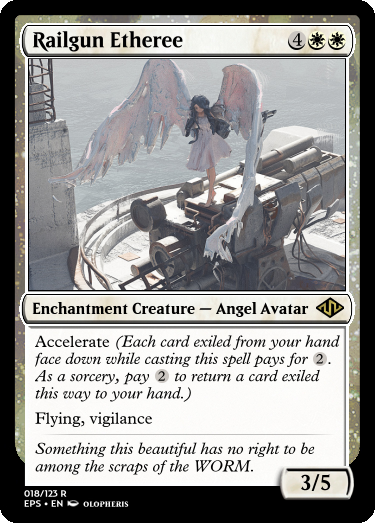 Railgun Etheree 4
Enchantment Creature — Angel Avatar
Accelerate (Each card exiled from your hand
face down while casting this spell pays for 2.
As a sorcery, pay 2 to return a card exiled
this way to your hand.)
Flying, vigilance
Something this beautiful has no right to be
among the scraps of the WORM.
3/5
018/123 R
EPS • EN OLOPHERIS